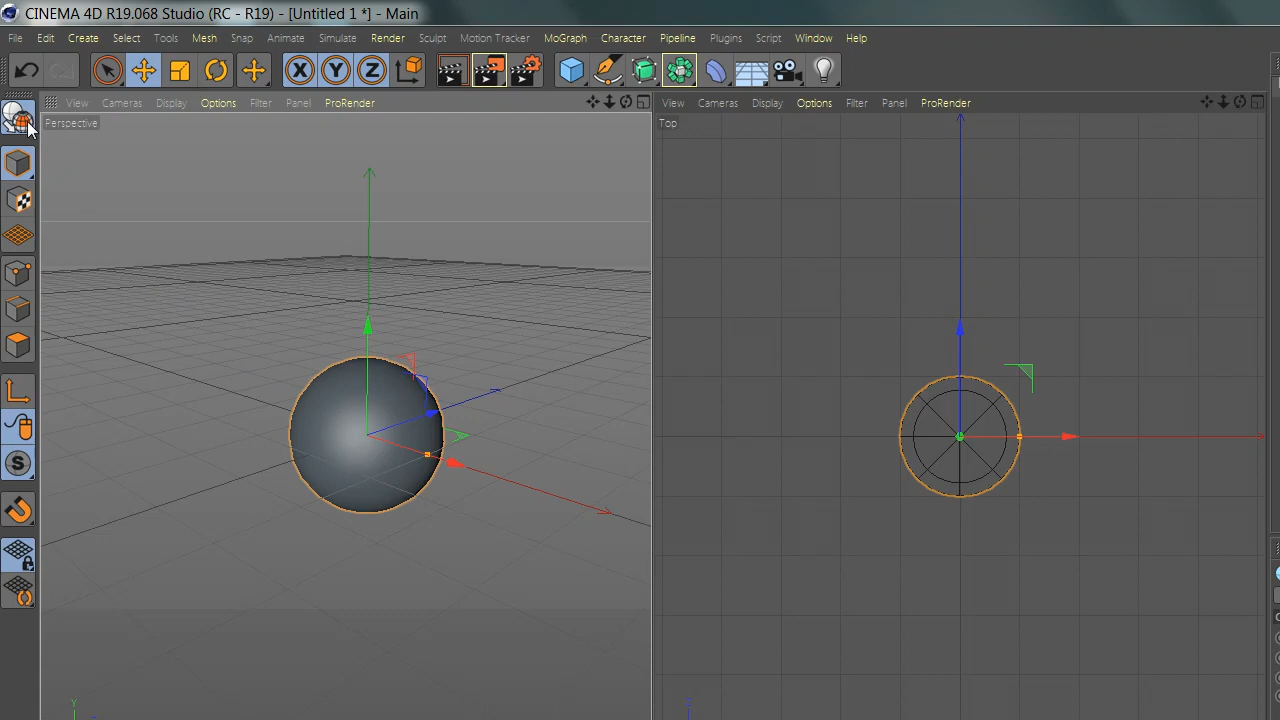 CINEMA 4D R19.068 Studio (RC - R19) - [Untitled 1 *] - Main
File Edit Create Select Tools Mesh Snap Animate Simulate Render Sculpt Motion Tracker MoGraph Character Pipeline Plugins Script Window Help
X Y Z
View Cameras Display Options Filter Panel ProRender
View Cameras Display Options Filter Panel ProRender
Perspective
Top
S
Y